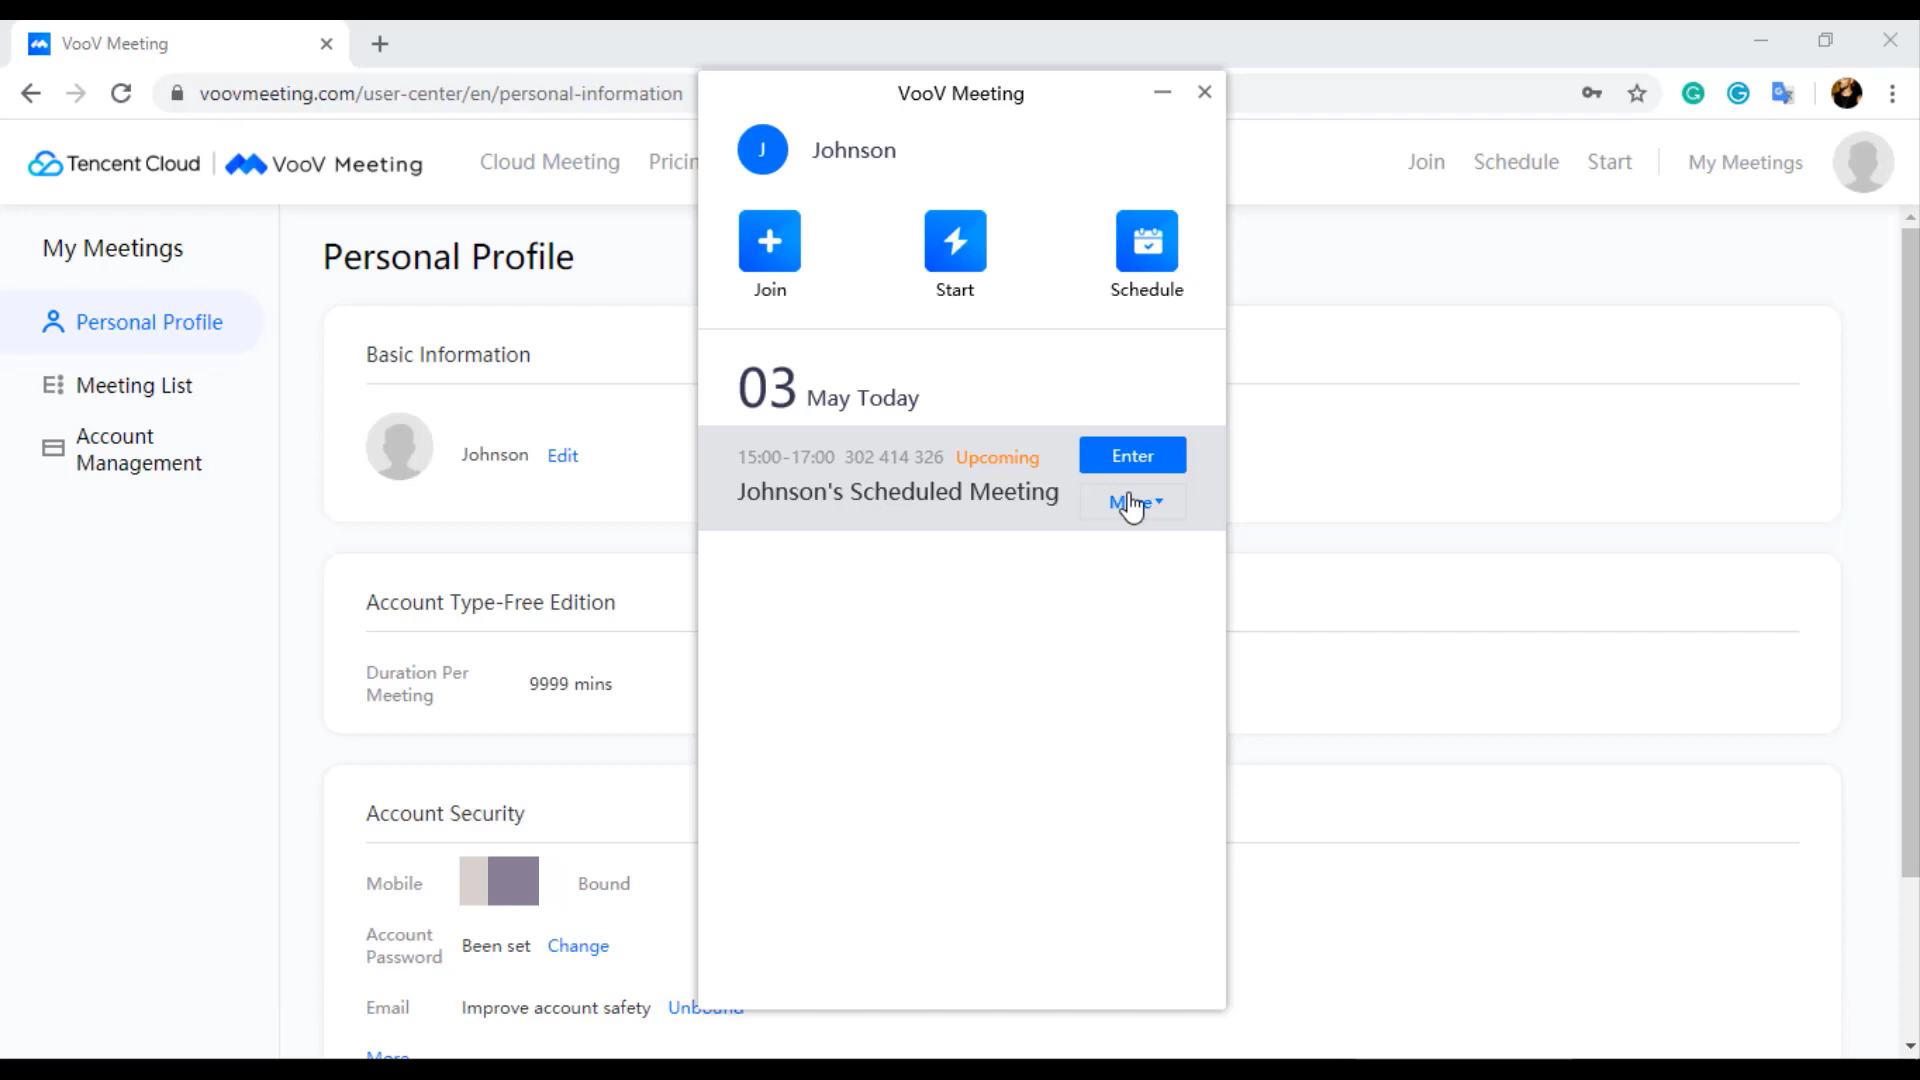 VooV Meeting
voovmeeting.com/user-center/en/personal-information
Tencent Cloud | VooV Meeting
Cloud Meeting
Join
Schedule
Start
My Meetings
My Meetings
Personal Profile
Meeting List
Account
Management
Personal Profile
Basic Information
Johnson Edit
Account Type-Free Edition
Duration Per
Meeting
9999 mins
Account Security
Mobile
Bound
Account
Password
Been set Change
Email
Improve account safety
VooV Meeting
J
Johnson
Join
Start
Schedule
03 May Today
15:00-17:00 302 414 326 Upcoming
Enter
Johnson's Scheduled Meeting